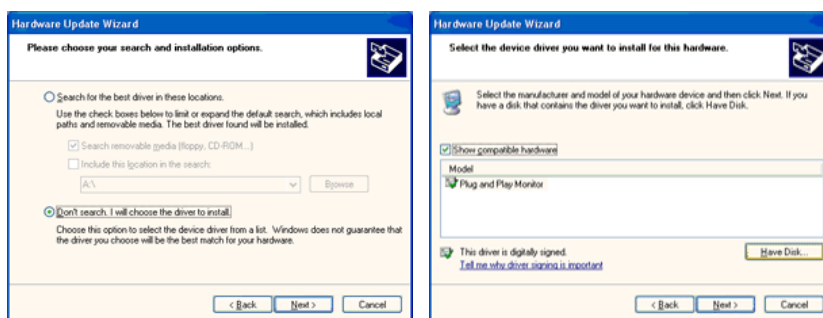 Hardware Update Wizard
Please choose your search and installation options.
Search for the best driver in these locations.
Use the check boxes below to limit or expand the default search, which includes local
paths and removable media. The best driver found will be installed.
Search removable media (floppy, CD-ROM...)
Include this location in the search:
A:\
Browse
Don't search. I will choose the driver to install.
Choose this option to select the device driver from a list. Windows does not guarantee that
the driver you choose will be the best match for your hardware.
< Back
Next >
Cancel
Hardware Update Wizard
Select the device driver you want to install for this hardware.
Select the manufacturer and model of your hardware device and then click Next. If you
have a disk that contains the driver you want to install, click Have Disk.
Show compatible hardware
Model
Plug and Play Monitor
This driver is digitally signed.
Tell me why driver signing is important
Have Disk...
< Back
Next >
Cancel